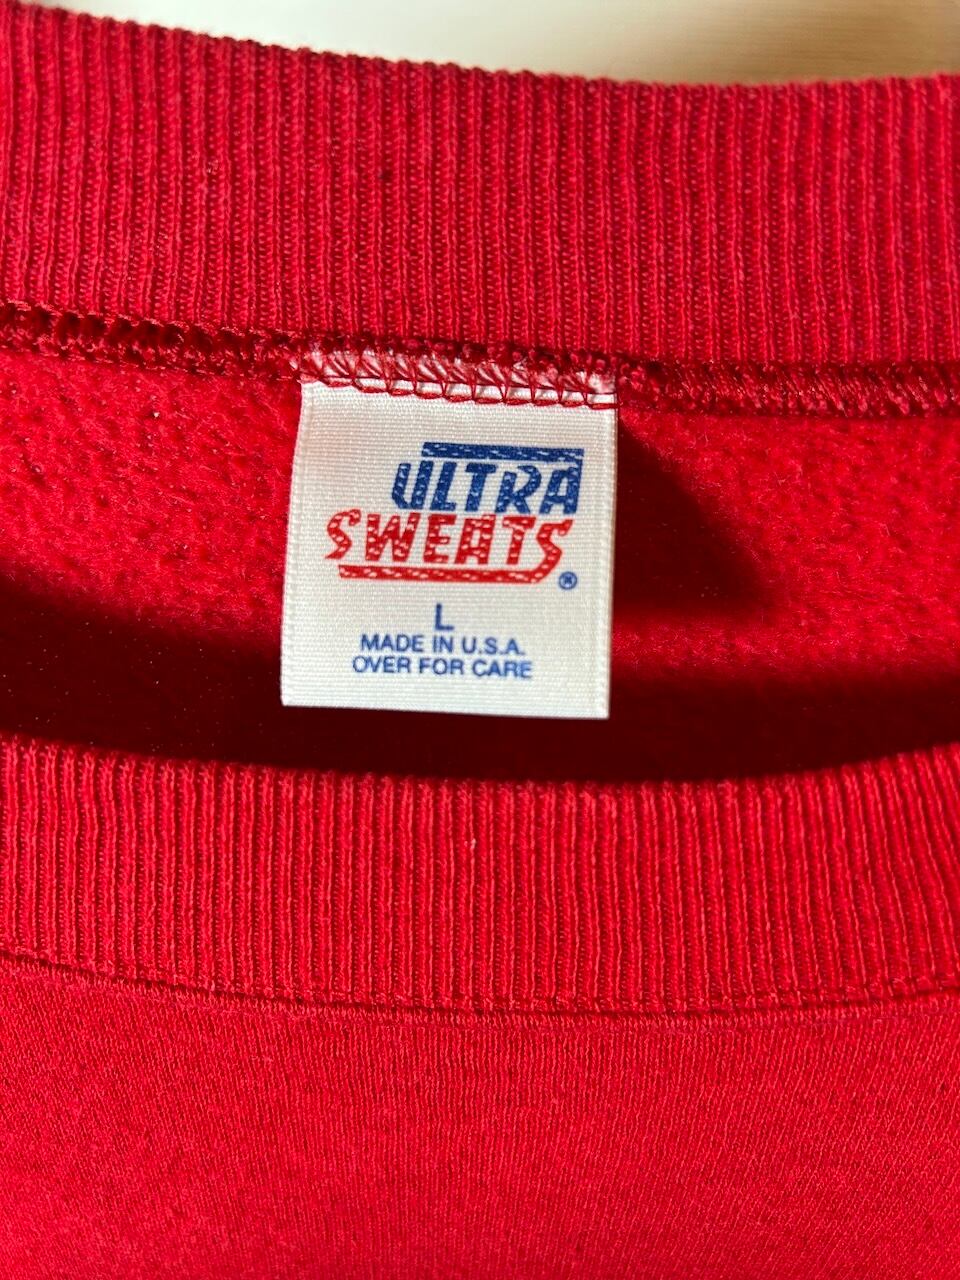 ULTRA
SWEATS®
L
MADE IN U.S.A.
OVER FOR CARE